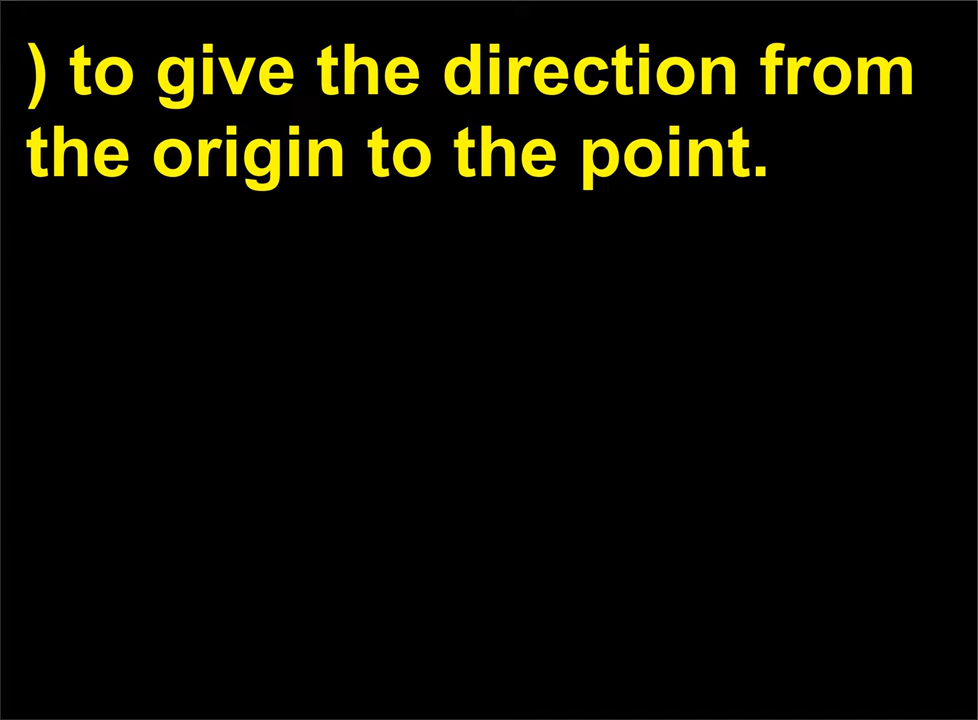 ) to give the direction from
the origin to the point.